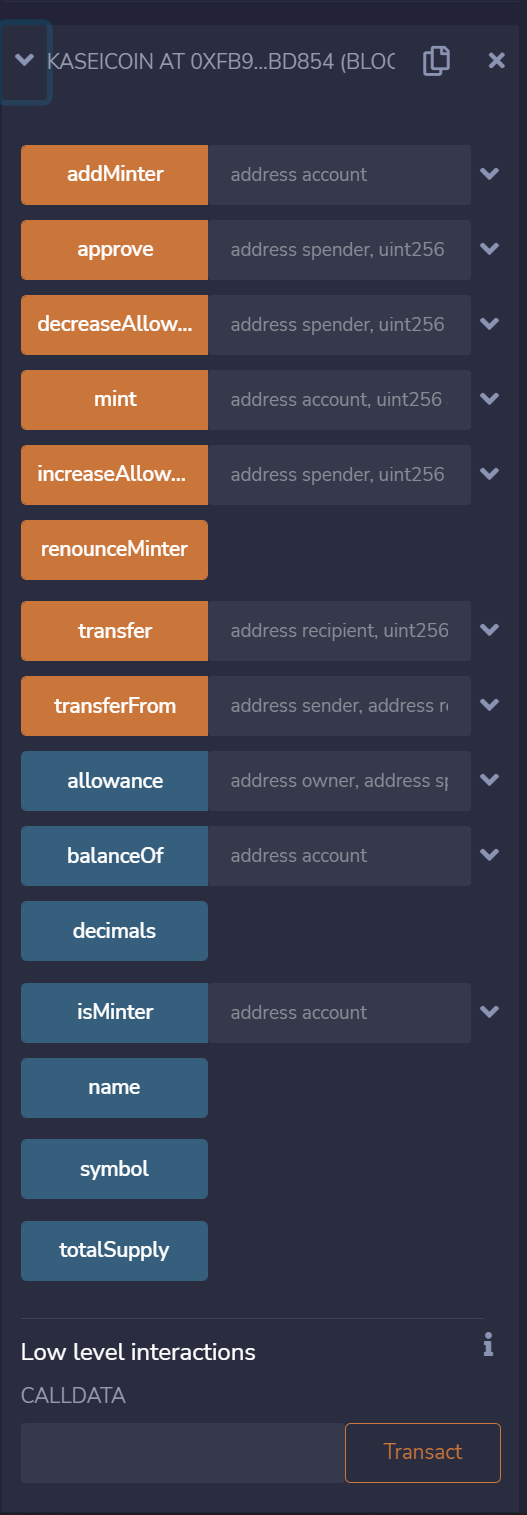 KASEICOIN AT 0XFB9...BD854 (BLOC
addMinter address account
approve address spender, uint256
decreaseAllow... address spender, uint256
mint address account, uint256
increaseAllow... address spender, uint256
renounceMinter
transfer address recipient, uint256
transferFrom address sender, address r
allowance address owner, address s
balanceOf address account
decimals
isMinter address account
name
symbol
totalSupply
Low level interactions
CALLDATA
Transact